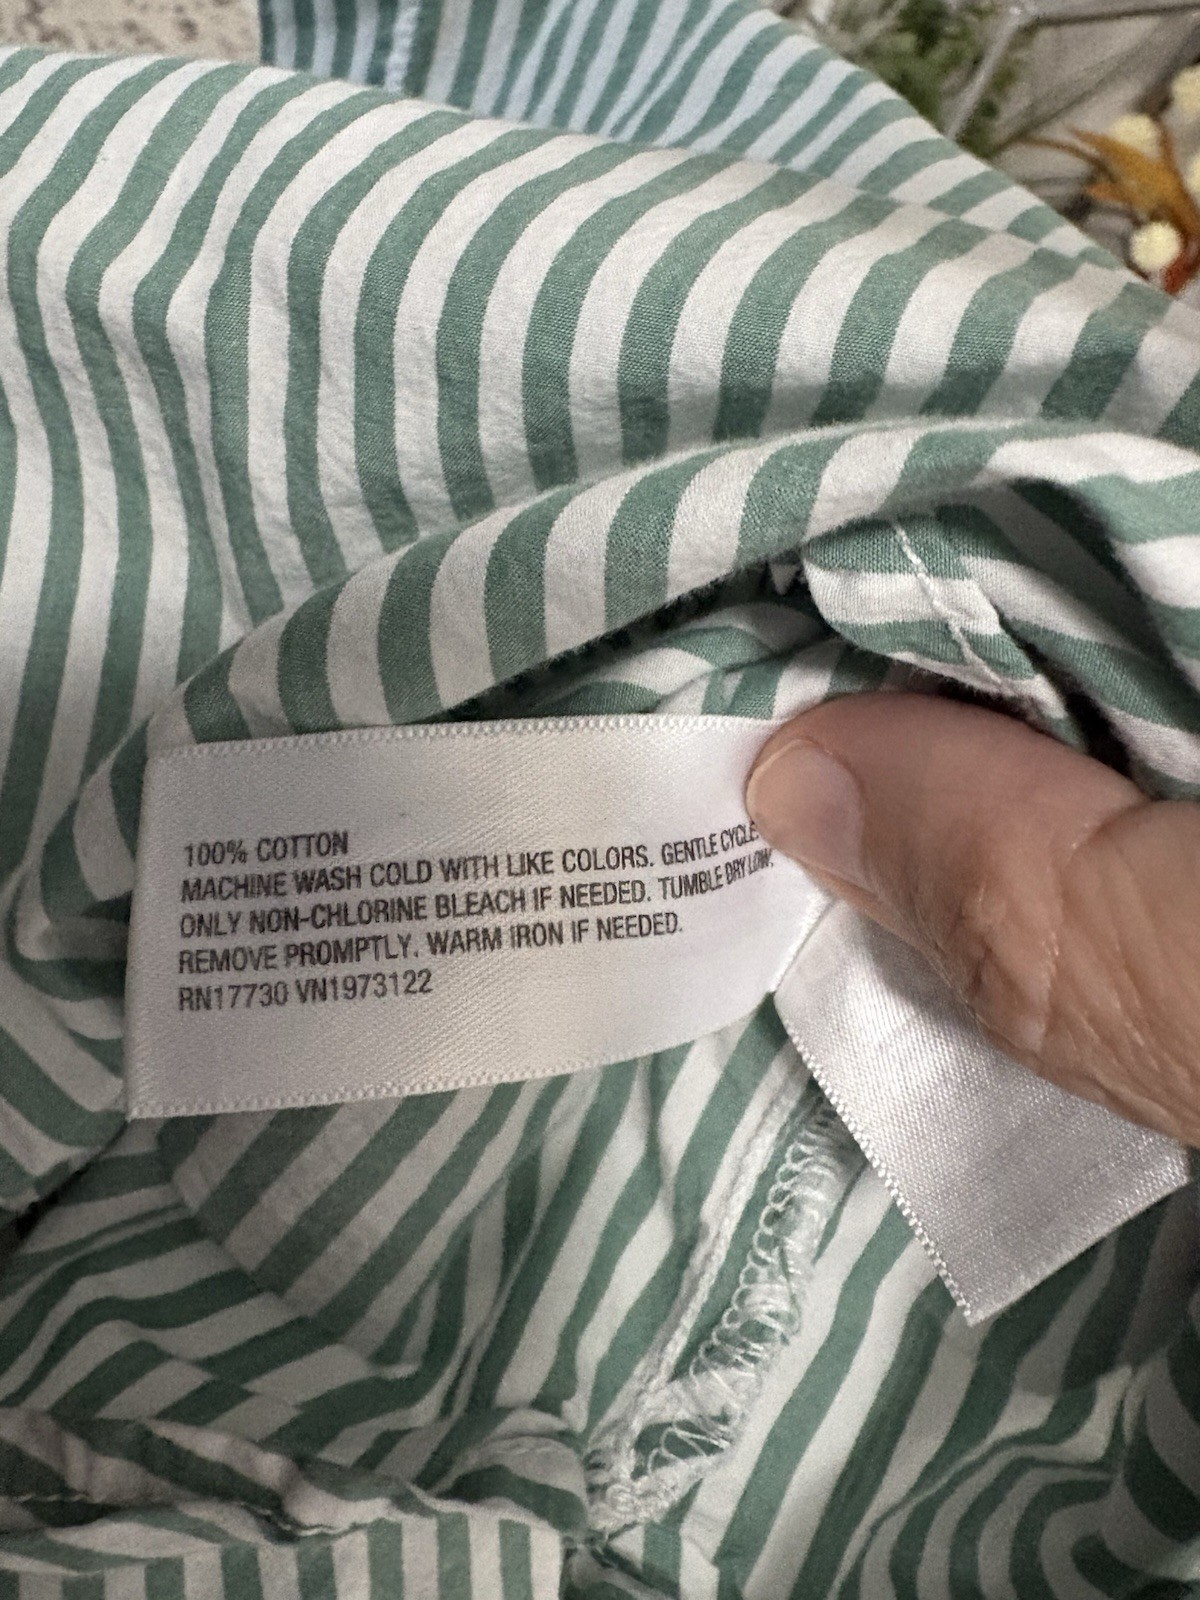 100% COTTON
MACHINE WASH COLD WITH LIKE COLORS. GENTLE CYCLE.
ONLY NON-CHLORINE BLEACH IF NEEDED. TUMBLE DRY LOW.
REMOVE PROMPTLY. WARM IRON IF NEEDED.
RN17730 VN1973122